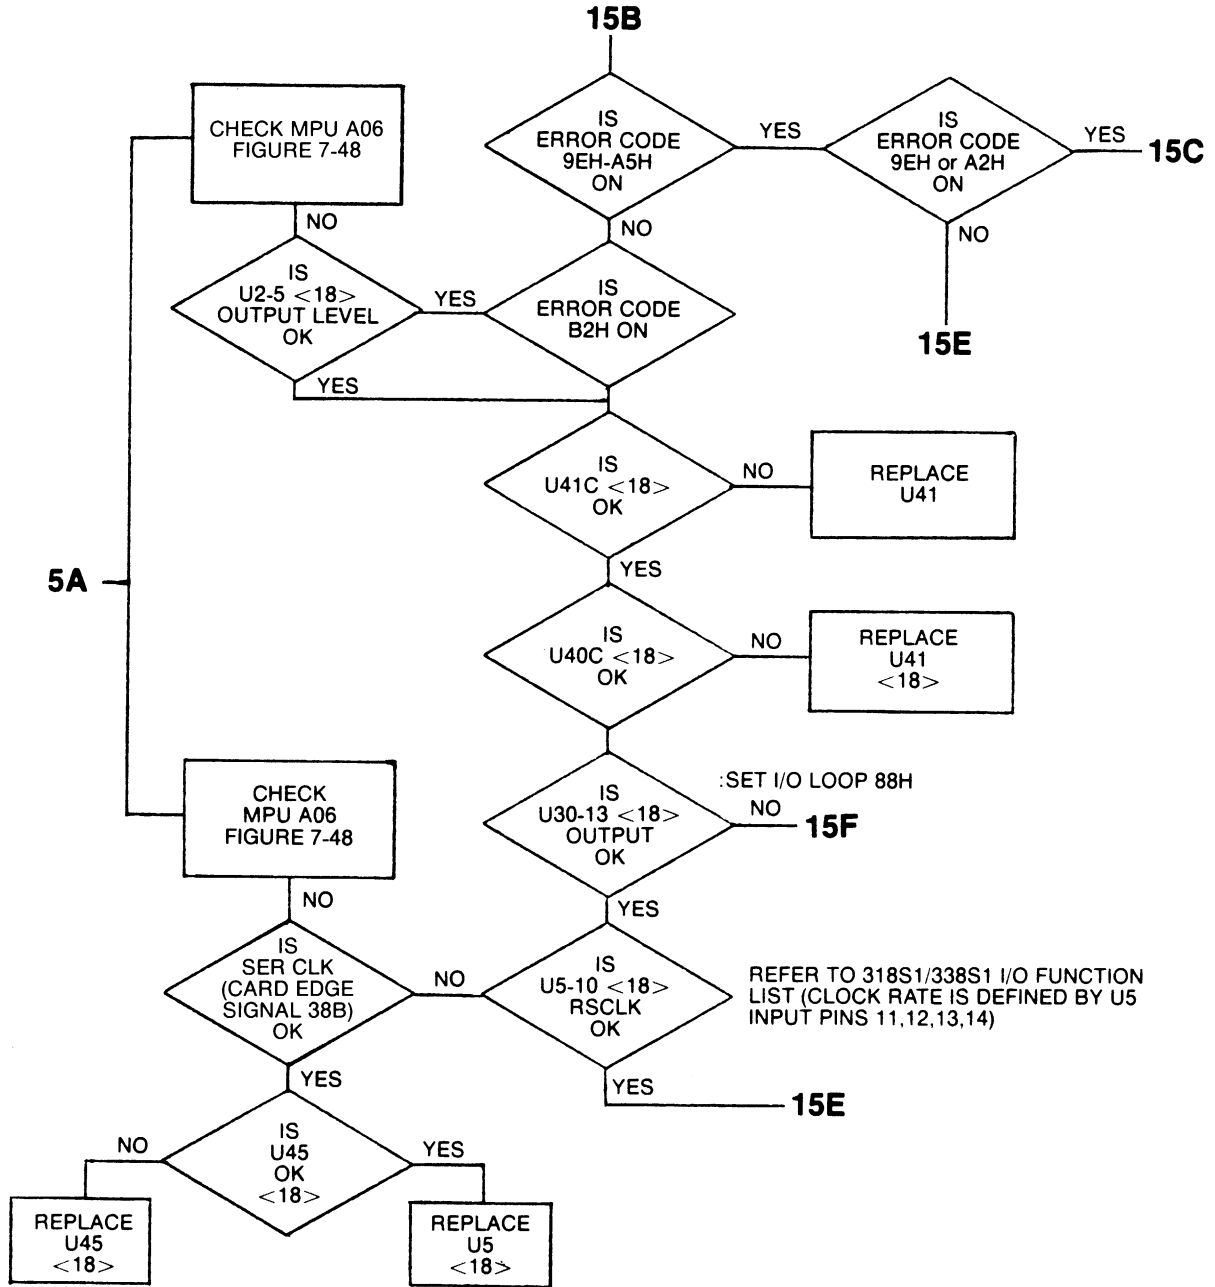 15B
CHECK MPU A06
FIGURE 7-48
IS
ERROR CODE
9EH-A5H
ON
YES
IS
ERROR CODE
9EH or A2H
ON
YES
15C
NO
NO
NO
15E
IS
U2-5 <18>
OUTPUT LEVEL
OK
YES
IS
ERROR CODE
B2H ON
YES
IS
U41C <18>
OK
NO
REPLACE
U41
YES
5A
IS
U40C <18>
OK
NO
REPLACE
U41
<18>
CHECK
MPU A06
FIGURE 7-48
IS
U30-13 <18>
OUTPUT
OK
:SET I/O LOOP 88H
NO
15F
NO
YES
IS
SER CLK
(CARD EDGE
SIGNAL 38B)
OK
NO
IS
U5-10 <18>
RSCLK
OK
REFER TO 318S1/338S1 I/O FUNCTION
LIST (CLOCK RATE IS DEFINED BY U5
INPUT PINS 11,12,13,14)
YES
YES
15E
IS
U45
OK
<18>
NO
YES
REPLACE
U45
<18>
REPLACE
U5
<18>